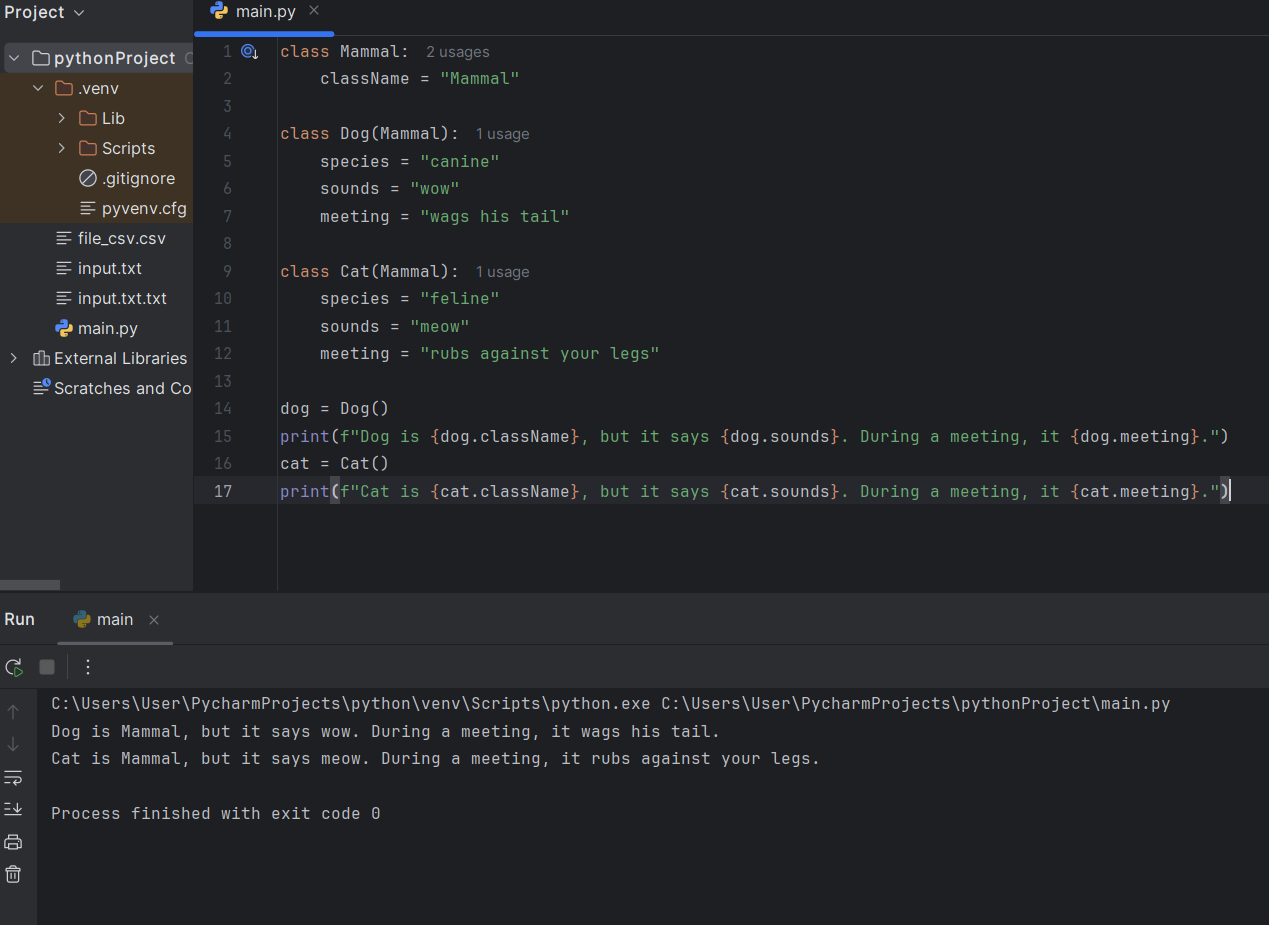 Project
main.py
pythonProject
.venv
Lib
Scripts
.gitignore
pyvenv.cfg
file_csv.csv
input.txt
input.txt.txt
main.py
External Libraries
Scratches and Co
1 class Mammal: 2 usages
2     className = "Mammal"
3
4 class Dog(Mammal): 1 usage
5     species = "canine"
6     sounds = "wow"
7     meeting = "wags his tail"
8
9 class Cat(Mammal): 1 usage
10     species = "feline"
11     sounds = "meow"
12     meeting = "rubs against your legs"
13
14 dog = Dog()
15 print(f"Dog is {dog.className}, but it says {dog.sounds}. During a meeting, it {dog.meeting}.")
16 cat = Cat()
17 print(f"Cat is {cat.className}, but it says {cat.sounds}. During a meeting, it {cat.meeting}.")
Run main
C:\Users\User\PycharmProjects\python\venv\Scripts\python.exe C:\Users\User\PycharmProjects\pythonProject\main.py
Dog is Mammal, but it says wow. During a meeting, it wags his tail.
Cat is Mammal, but it says meow. During a meeting, it rubs against your legs.
Process finished with exit code 0